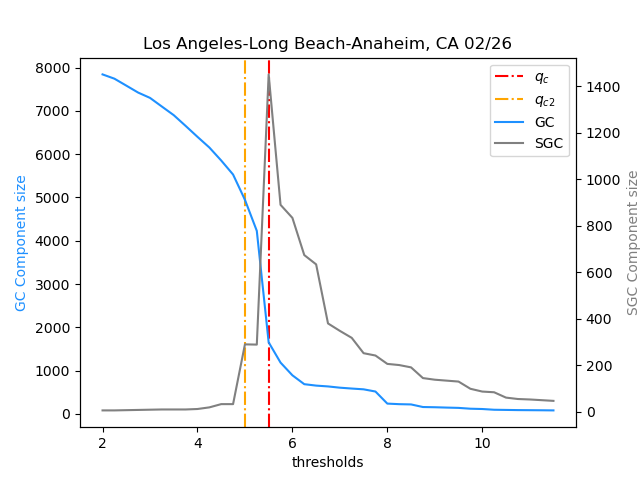 Los Angeles-Long Beach-Anaheim, CA 02/26
8000
7000
6000
5000
4000
3000
2000
1000
0
GC Component size
1400
1200
1000
800
600
400
200
0
SGC Component size
q_c
q_{c2}
GC
SGC
2 4 6 8 10
thresholds